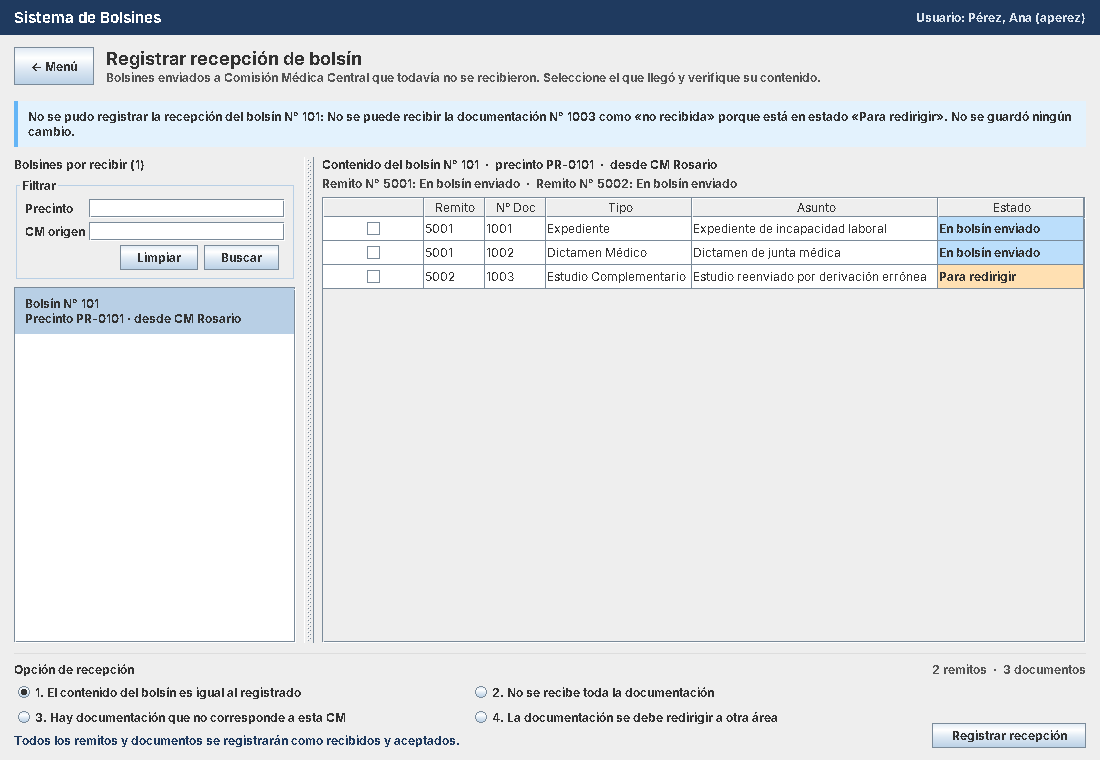 Sistema de Bolsines
Usuario: Pérez, Ana (aperez)
← Menú
Registrar recepción de bolsín
Bolsines enviados a Comisión Médica Central que todavía no se recibieron. Seleccione el que llegó y verifique su contenido.
No se pudo registrar la recepción del bolsín N° 101: No se puede recibir la documentación N° 1003 como «no recibida» porque está en estado «Para redirigir». No se guardó ningún
cambio.
Bolsines por recibir (1)
Filtrar
Precinto
CM origen
Limpiar
Buscar
Bolsín N° 101
Precinto PR-0101 · desde CM Rosario
Contenido del bolsín N° 101 · precinto PR-0101 · desde CM Rosario
Remito N° 5001: En bolsín enviado · Remito N° 5002: En bolsín enviado
Remito N° Doc Tipo Asunto Estado
5001 1001 Expediente Expediente de incapacidad laboral En bolsín enviado
5001 1002 Dictamen Médico Dictamen de junta médica En bolsín enviado
5002 1003 Estudio Complementario Estudio reenviado por derivación errónea Para redirigir
Opción de recepción
2 remitos · 3 documentos
1. El contenido del bolsín es igual al registrado
2. No se recibe toda la documentación
3. Hay documentación que no corresponde a esta CM
4. La documentación se debe redirigir a otra área
Todos los remitos y documentos se registrarán como recibidos y aceptados.
Registrar recepción